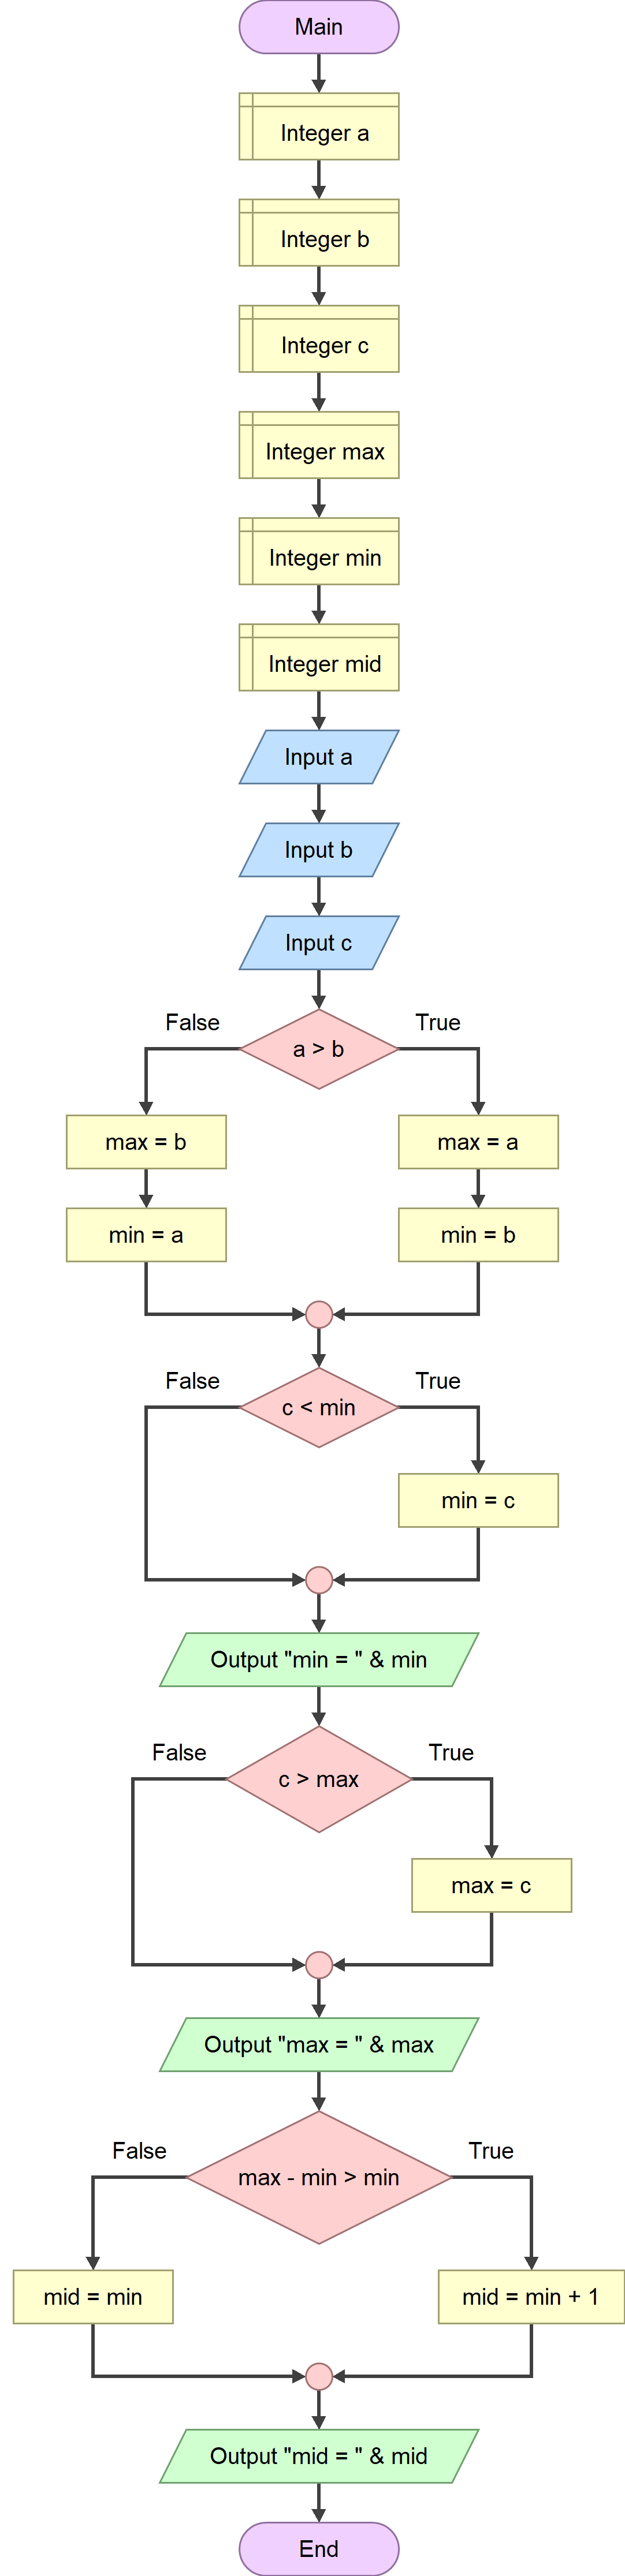 Main
Integer a
Integer b
Integer c
Integer max
Integer min
Integer mid
Input a
Input b
Input c
False
True
a > b
max = b
max = a
min = a
min = b
False
True
c < min
min = c
Output "min = " & min
False
True
c > max
max = c
Output "max = " & max
False
True
max - min > min
mid = min
mid = min + 1
Output "mid = " & mid
End